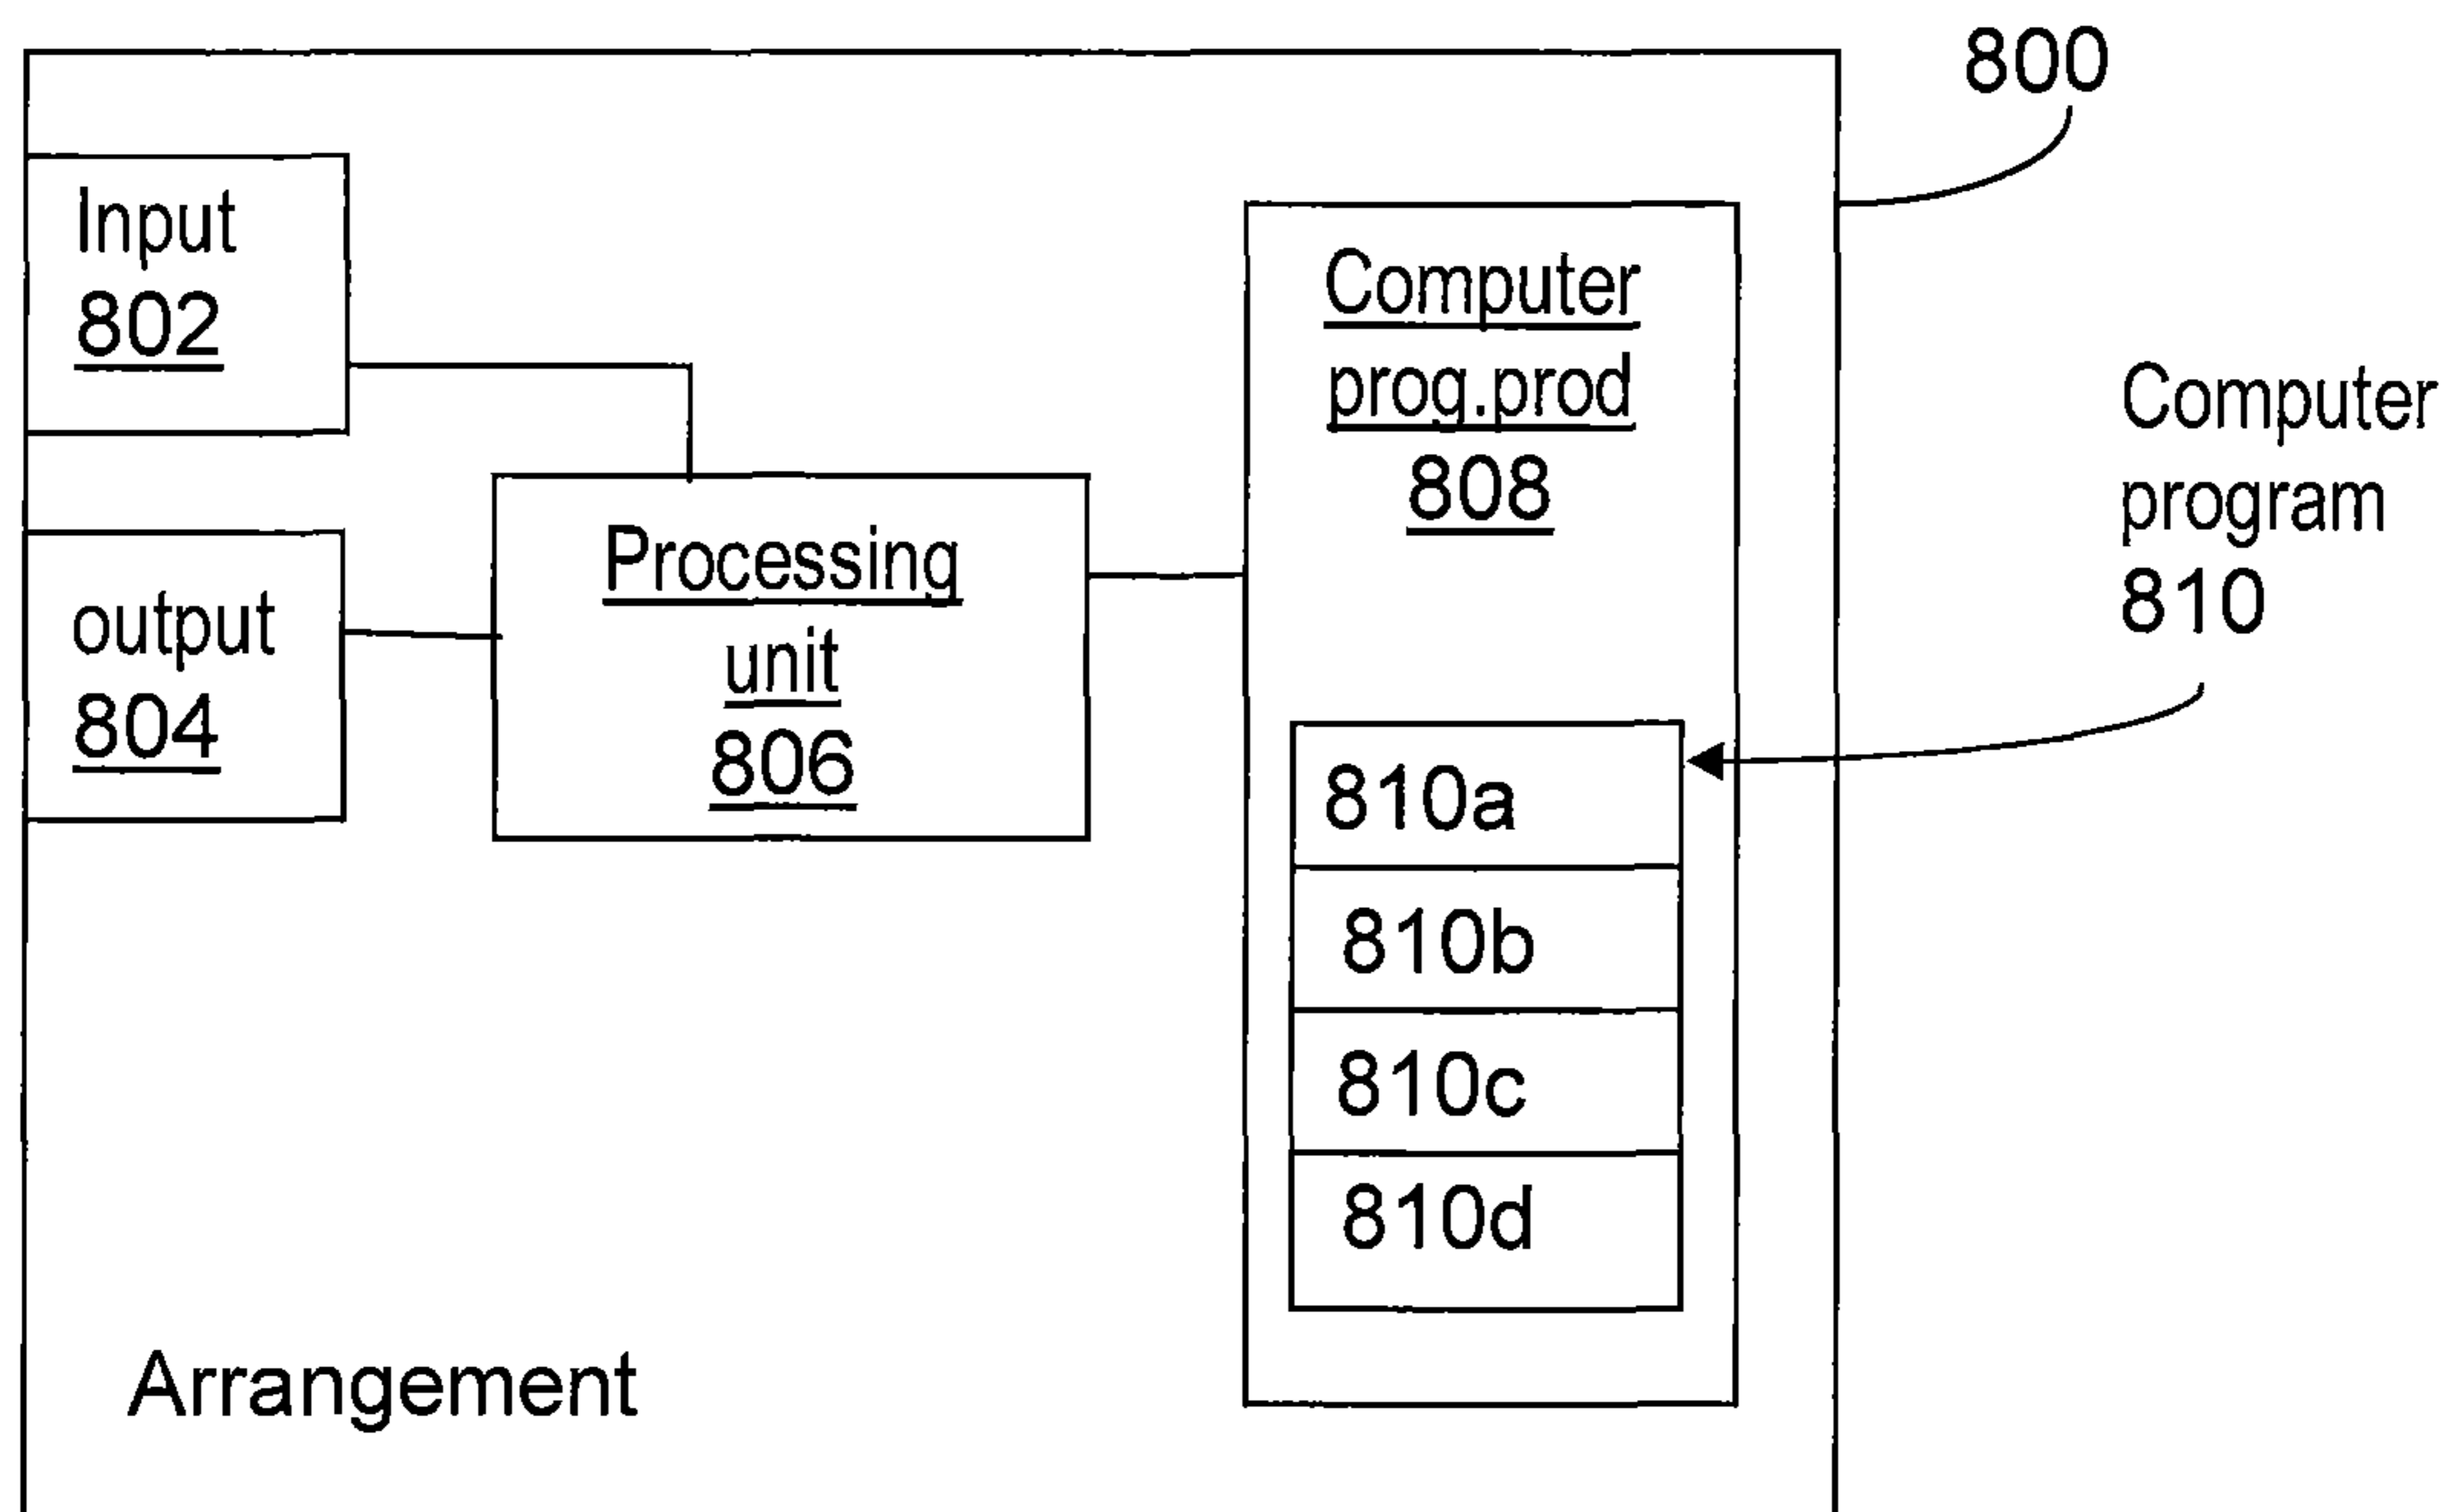 800
Input
802
output
804
Processing
unit
806
Computer
prog.prod
808
810a
810b
810c
810d
Computer
program
810
Arrangement